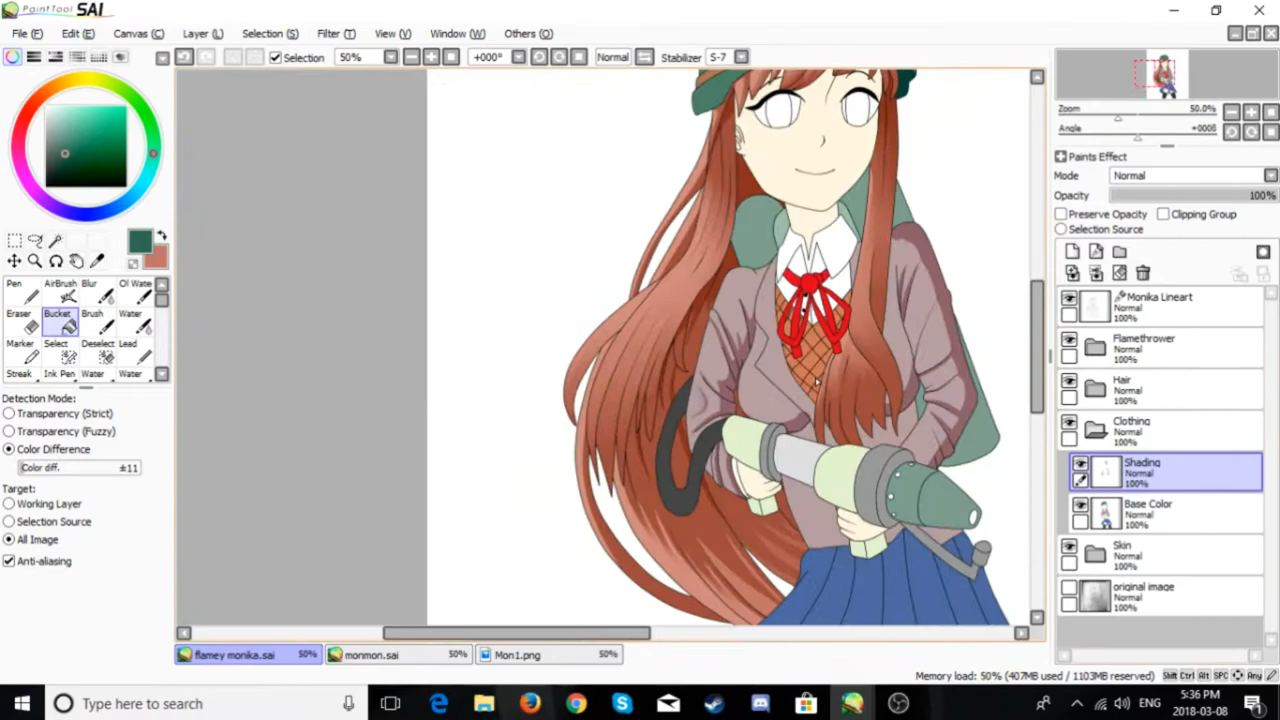 PaintTool SAI
File (F) Edit (E) Canvas (C) Layer (L) Selection (S) Filter (T) View (V) Window (W) Others (O)
Selection 50% +000° Normal Stabilizer S-7
Zoom 50.0%
Angle +000δ
Paints Effect
Mode Normal
Opacity 100%
Preserve Opacity Clipping Group
Selection Source
Pen AirBrush Blur Ol Wate
Eraser Bucket Brush Water
Marker Select Deselect Lead
Streak Ink Pen Water Water
Detection Mode:
Transparency (Strict)
Transparency (Fuzzy)
Color Difference
Color diff. ±11
Target:
Working Layer
Selection Source
All Image
Anti-aliasing
Monika Lineart
100%
Flamethrower
Normal
100%
Hair
Normal
100%
Clothing
Normal
100%
Shading
Normal
100%
Base Color
Normal
100%
Skin
Normal
100%
original image
Normal
100%
flamey monika.sai 50% monmon.sai 50% Mon1.png 50%
Memory load: 50% (407MB used / 1103MB reserved) Shift Ctrl Alt SPC Any
Type here to search
ENG
5:36 PM
2018-03-08
1